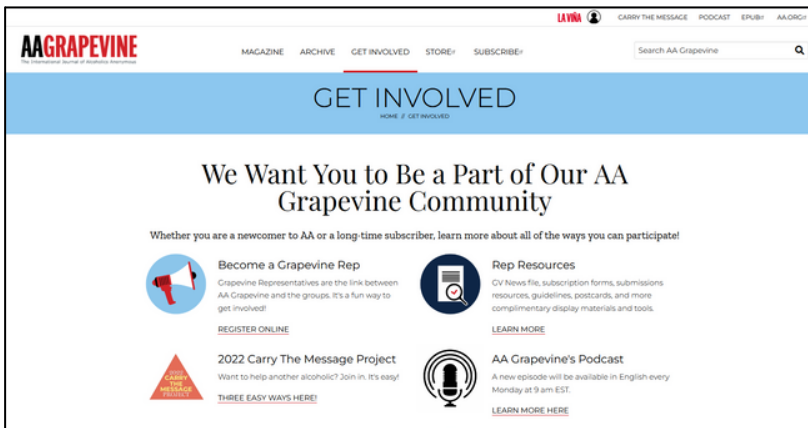 LA VIÑA CARRY THE MESSAGE PODCAST EPUB AA.ORG
AAGRAPEVINE
The International Journal of Alcoholics Anonymous
MAGAZINE ARCHIVE GET INVOLVED STORE SUBSCRIBE
Search AA Grapevine
GET INVOLVED
HOME // GET INVOLVED
We Want You to Be a Part of Our AA
Grapevine Community
Whether you are a newcomer to AA or a long-time subscriber, learn more about all of the ways you can participate!
Become a Grapevine Rep
Grapevine Representatives are the link between
AA Grapevine and the groups. It's a fun way to
get involved!
REGISTER ONLINE
Rep Resources
GV News file, subscription forms, submissions
resources, guidelines, postcards, and more
complimentary display materials and tools.
LEARN MORE
2022
CARRY
THE
MESSAGE
PROJECT
2022 Carry The Message Project
Want to help another alcoholic? Join in. It's easy!
THREE EASY WAYS HERE!
AA Grapevine's Podcast
A new episode will be available in English every
Monday at 9 am EST.
LEARN MORE HERE